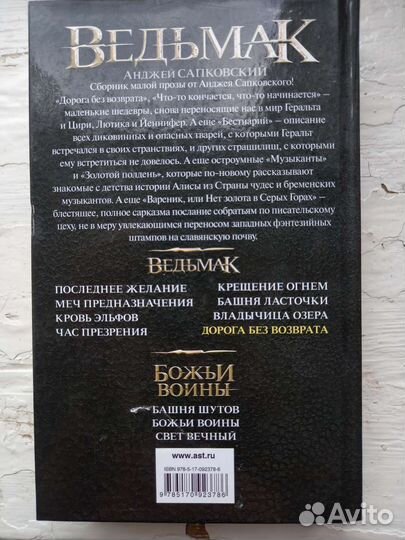 ВЕДЬМАК
АНДЖЕЙ САПКОВСКИЙ
Сборник малой прозы от Анджея Сапковского!
«Дорога без возврата», «Что-то кончается, что-то начинается» –
маленькие шедевры, снова переносящие нас в мир Геральта
и Цири, Лютика и Йеннифер. А еще «Бестиарий» – описание
всех диковинных и опасных тварей, с которыми Геральт
встречался в своих странствиях, и других страшилищ, с которыми
ему встретиться не довелось. А еще остроумные «Музыканты»
и «Золотой полдень», которые по-новому рассказывают
знакомые с детства истории Алисы из Страны чудес и бременских
музыкантов. А еще «Вареник, или Нет золота в Серых Горах» –
блестящее, полное сарказма послание собратьям по писательскому
цеху, не в меру увлекающимся переносом западных фэнтезийных
штампов на славянскую почву.
ВЕДЬМАК
ПОСЛЕДНЕЕ ЖЕЛАНИЕ
МЕЧ ПРЕДНАЗНАЧЕНИЯ
КРОВЬ ЭЛЬФОВ
ЧАС ПРЕЗРЕНИЯ
КРЕЩЕНИЕ ОГНЕМ
БАШНЯ ЛАСТОЧКИ
ВЛАДЫЧИЦА ОЗЕРА
ДОРОГА БЕЗ ВОЗВРАТА
БОЖЬИ
ВОИНЫ
БАШНЯ ШУТОВ
БОЖЬИ ВОИНЫ
СВЕТ ВЕЧНЫЙ
www.ast.ru
ISBN 978-5-17-092378-6
9785170923786
Avito